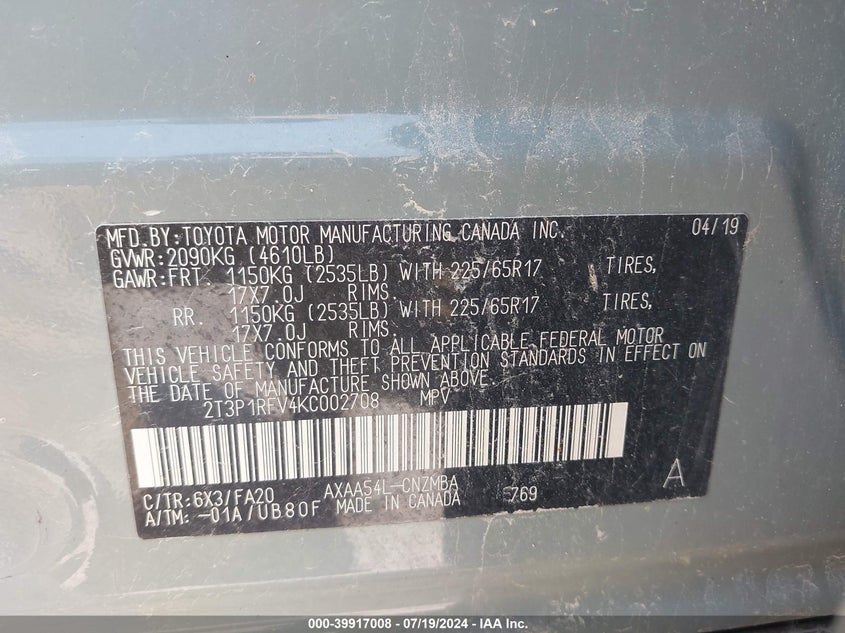 MFD.BY:TOYOTA MOTOR MANUFACTURING CANADA INC. 04/19
GVWR:2090KG (4610LB)
GAWR:FRT. 1150KG (2535LB) WITH 225/65R17 TIRES,
17X7.0J RIMS.
RR. 1150KG (2535LB) WITH 225/65R17 TIRES,
17X7.0J RIMS.
THIS VEHICLE CONFORMS TO ALL APPLICABLE FEDERAL MOTOR
VEHICLE SAFETY AND THEFT PREVENTION STANDARDS IN EFFECT ON
THE DATE OF MANUFACTURE SHOWN ABOVE.
2T3P1RFV4KC002708 MPV
A
C/TR:6X3/FA20 AXAA54L-CNZMBA 769
A/TM:-01A/UB80F MADE IN CANADA
000-39917008 - 07/19/2024 - IAA Inc.